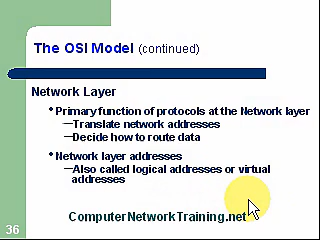 The OSI Model (continued)
Network Layer
•Primary function of protocols at the Network layer
—Translate network addresses
—Decide how to route data
•Network layer addresses
—Also called logical addresses or virtual
addresses
ComputerNetworkTraining.net
36